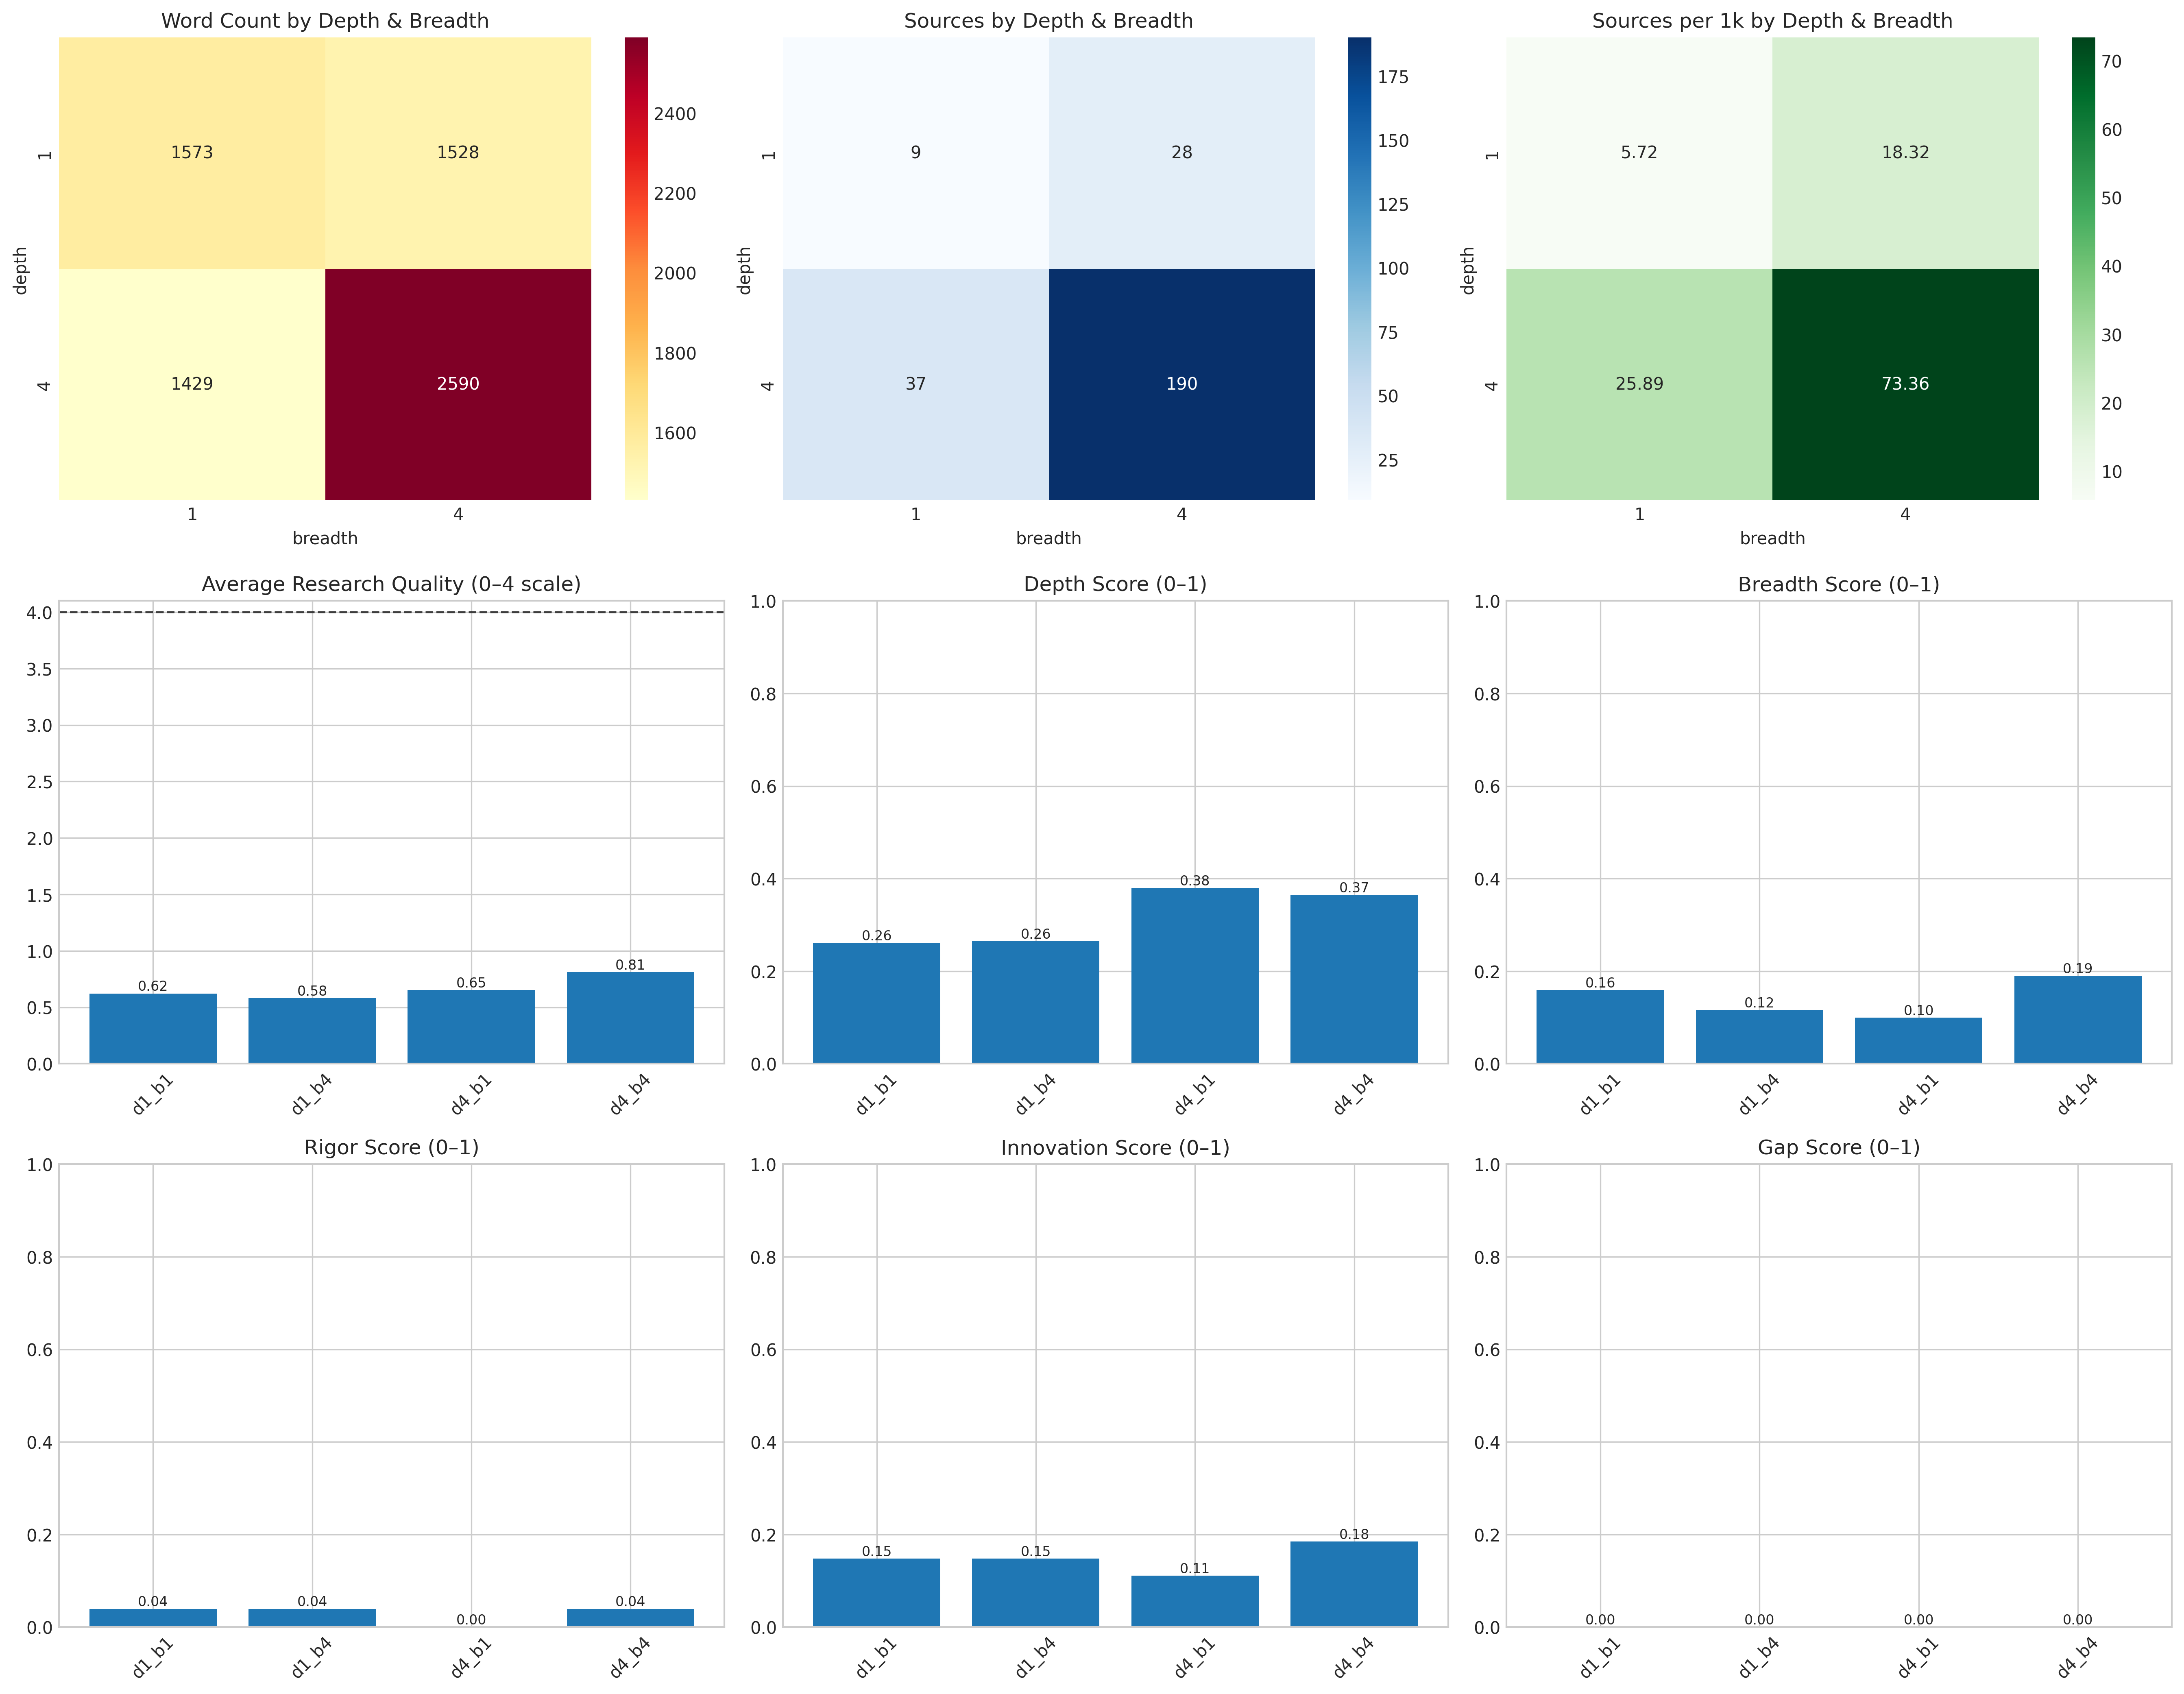 Word Count by Depth & Breadth
1573 1528
1429 2590
1
4
depth
1 4
breadth
2400
2200
2000
1800
1600
Sources by Depth & Breadth
9 28
37 190
1
4
depth
1 4
breadth
175
150
125
100
75
50
25
Sources per 1k by Depth & Breadth
5.72 18.32
25.89 73.36
1
4
depth
1 4
breadth
70
60
50
40
30
20
10
Average Research Quality (0–4 scale)
4.0
3.5
3.0
2.5
2.0
1.5
1.0
0.5
0.0
0.62 0.58 0.65 0.81
d1_b1 d1_b4 d4_b1 d4_b4
Depth Score (0–1)
1.0
0.8
0.6
0.4
0.2
0.0
0.26 0.26 0.38 0.37
d1_b1 d1_b4 d4_b1 d4_b4
Breadth Score (0–1)
1.0
0.8
0.6
0.4
0.2
0.0
0.16 0.12 0.10 0.19
d1_b1 d1_b4 d4_b1 d4_b4
Rigor Score (0–1)
1.0
0.8
0.6
0.4
0.2
0.0
0.04 0.04 0.00 0.04
d1_b1 d1_b4 d4_b1 d4_b4
Innovation Score (0–1)
1.0
0.8
0.6
0.4
0.2
0.0
0.15 0.15 0.11 0.18
d1_b1 d1_b4 d4_b1 d4_b4
Gap Score (0–1)
1.0
0.8
0.6
0.4
0.2
0.0
0.00 0.00 0.00 0.00
d1_b1 d1_b4 d4_b1 d4_b4